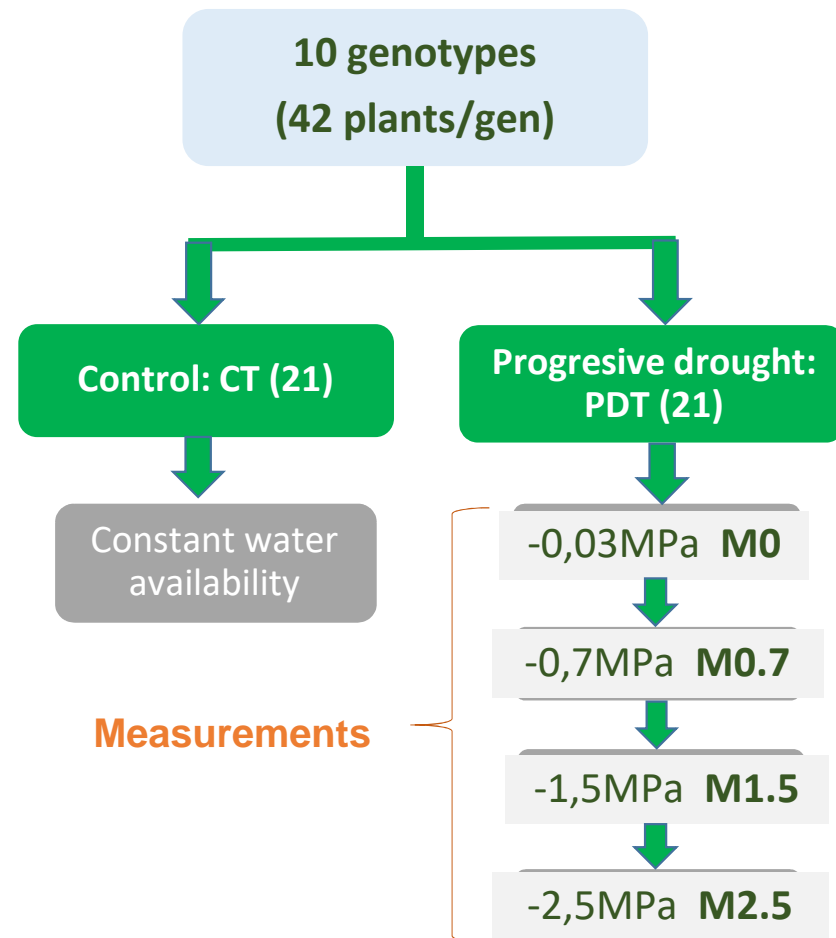 10 genotypes
(42 plants/gen)
Control: CT (21)
Progresive drought:
PDT (21)
Constant water
availability
-0,03MPa M0
-0,7MPa M0.7
Measurements
-1,5MPa M1.5
-2,5MPa M2.5